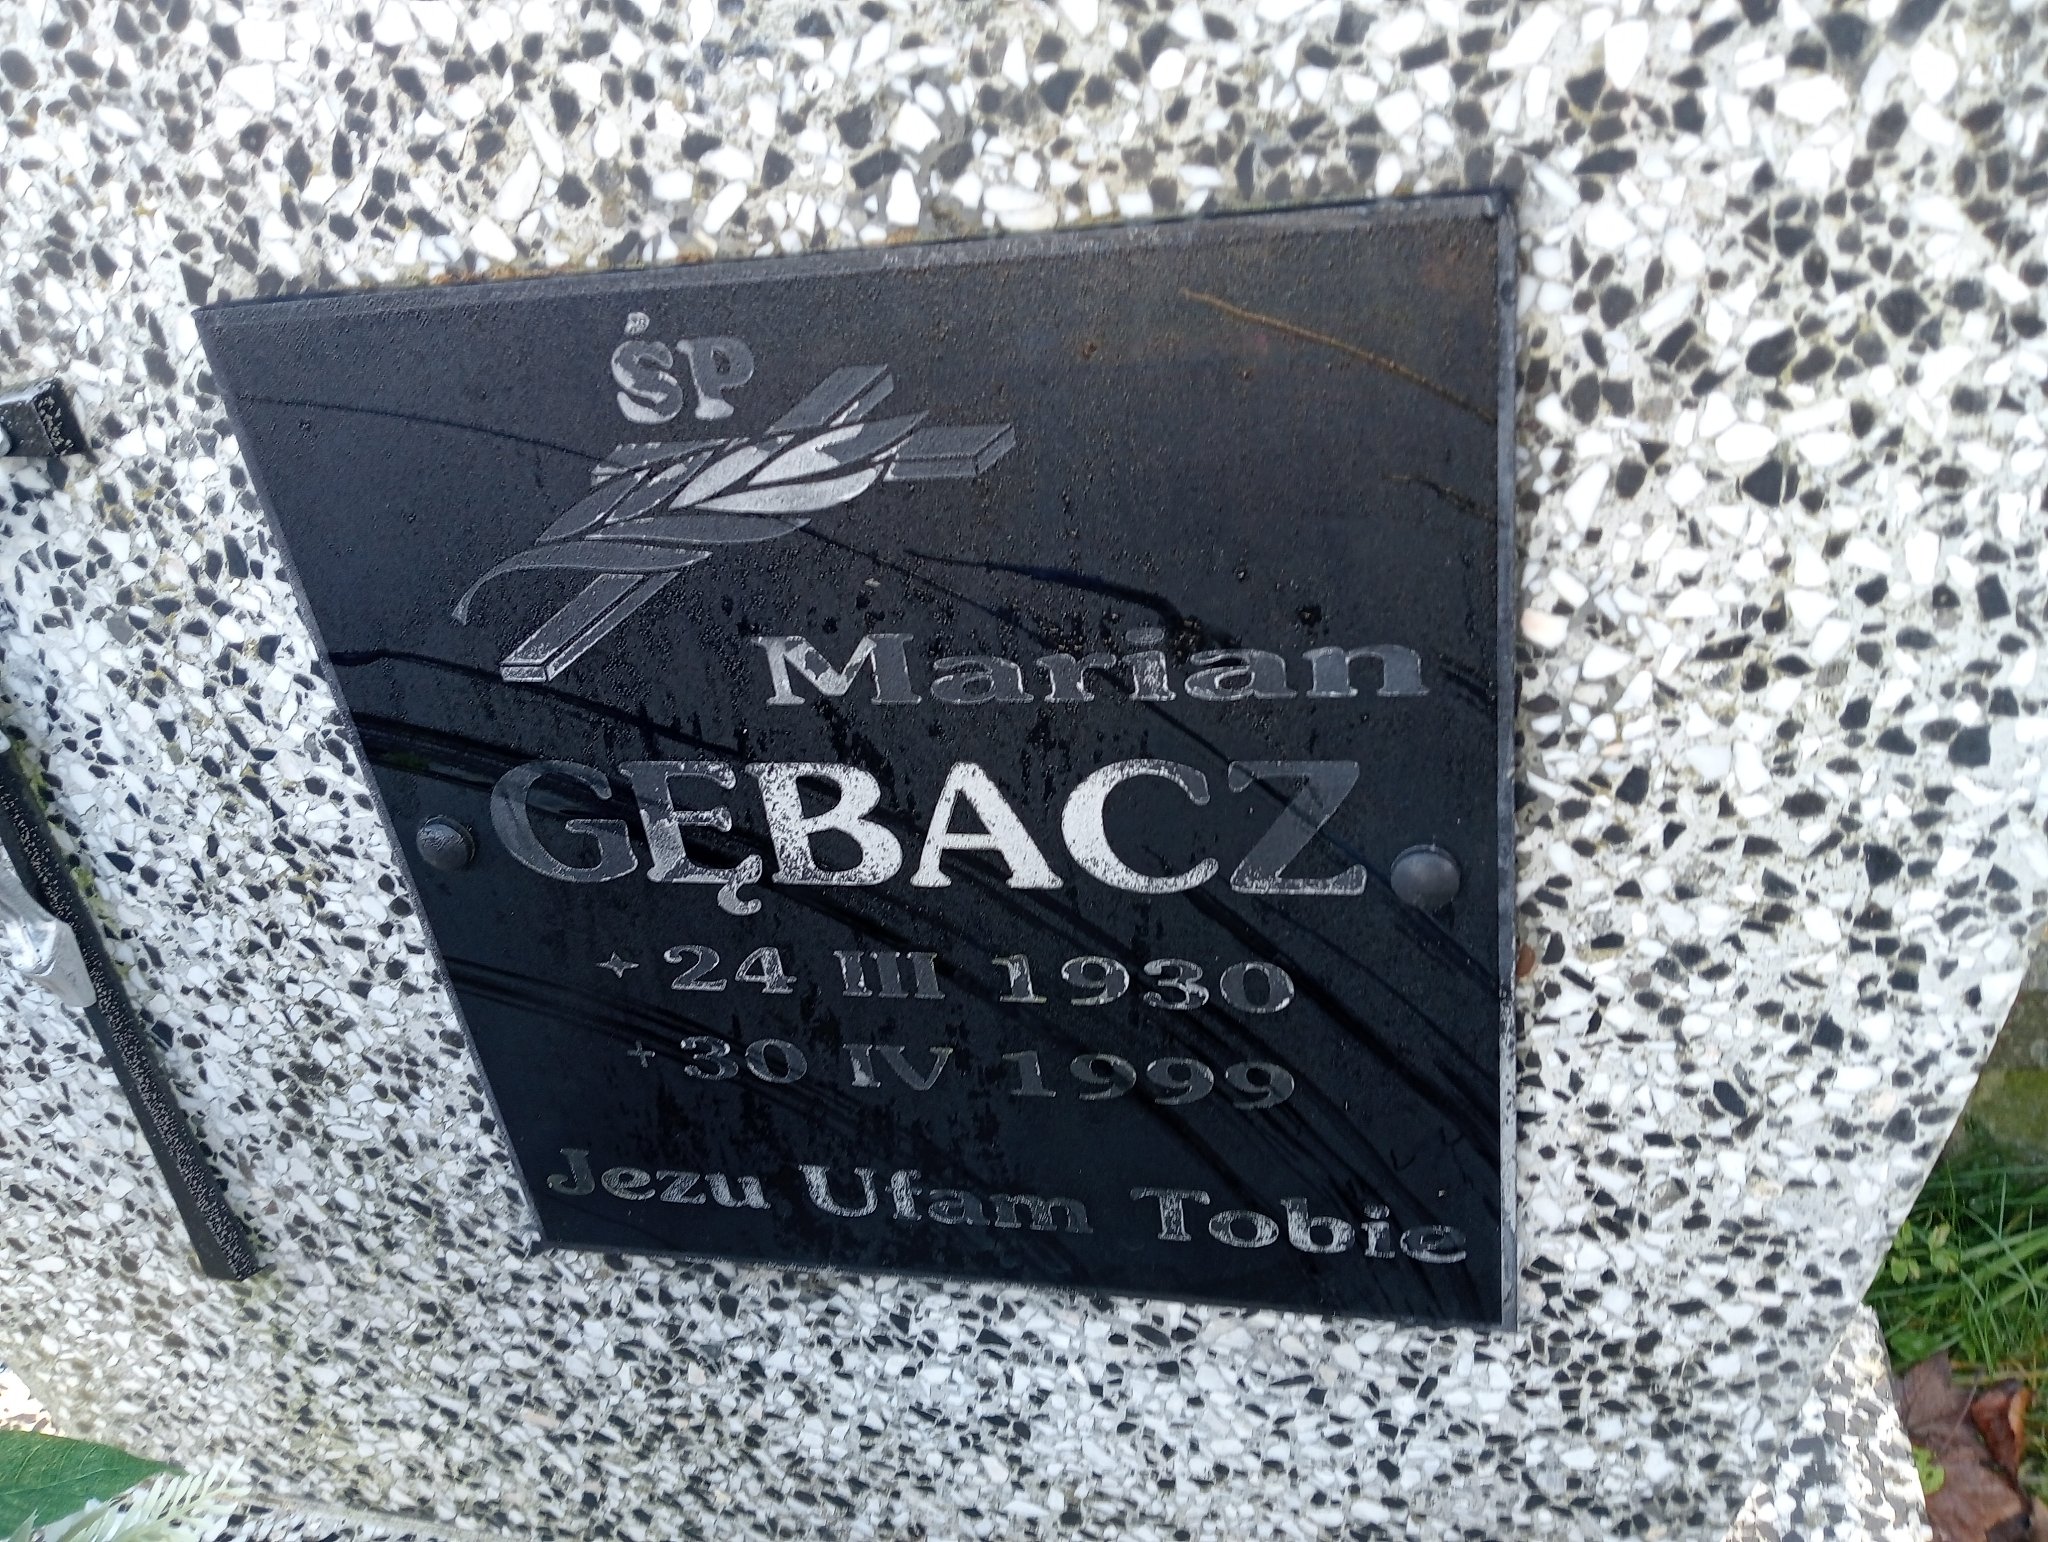 ŚP
Marian
GĘBACZ
24 III 1930
30 IV 1999
Jezu Ufam Tobie